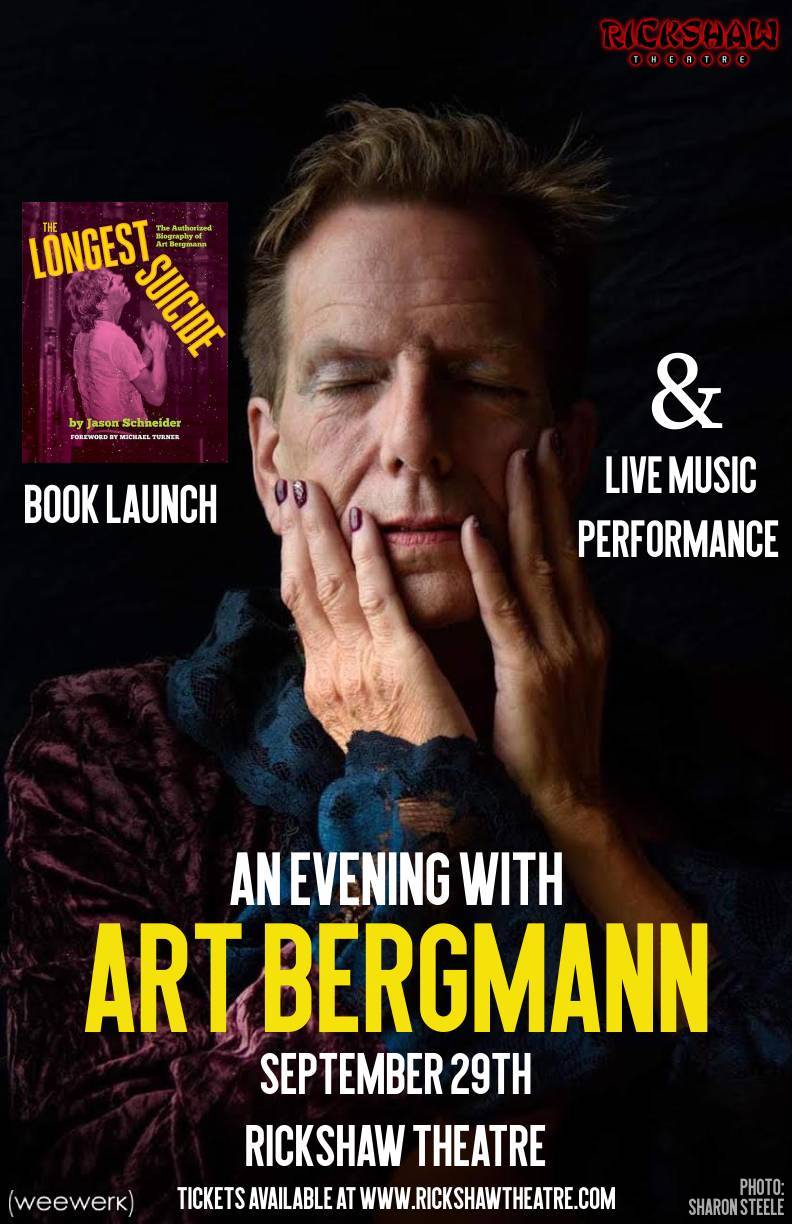 RICKSHAW
THEATRE
THE
LONGEST
SUICIDE
The Authorized
Biography of
Art Bergmann
by Jason Schneider
FOREWORD BY MICHAEL TURNER
BOOK LAUNCH
&
LIVE MUSIC
PERFORMANCE
AN EVENING WITH
ART BERGMANN
SEPTEMBER 29TH
RICKSHAW THEATRE
TICKETS AVAILABLE AT WWW.RICKSHAWTHEATRE.COM
(weewerk)
PHOTO:
SHARON STEELE